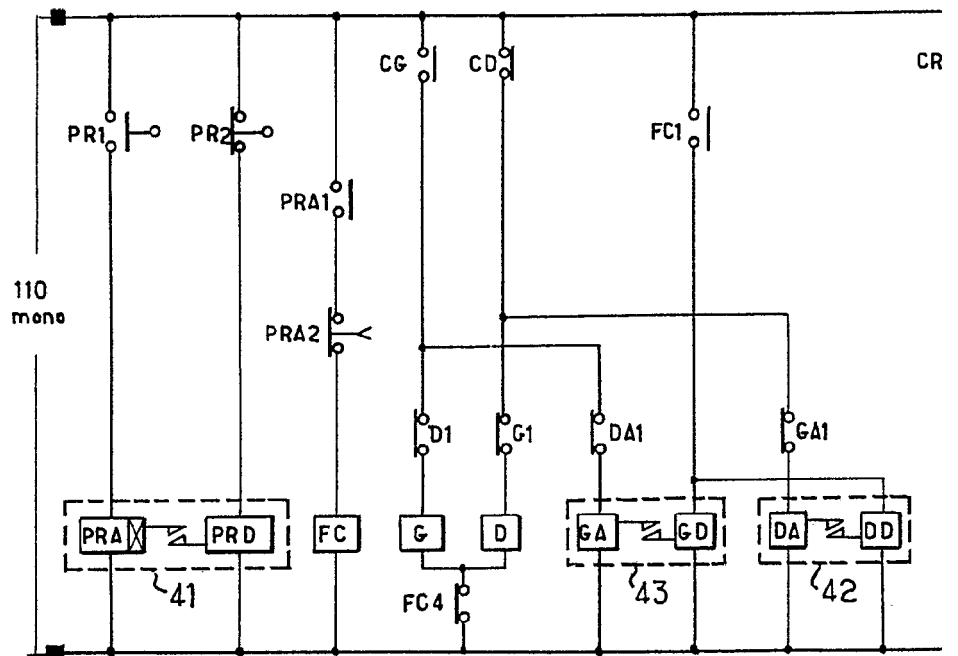 CG
CD
CR
PR1
PR2
FC1
PRA1
110
mono
PRA2
D1
G1
DA1
GA1
PRA
PRD
FC
G
D
GA
GD
DA
DD
41
FC4
43
42